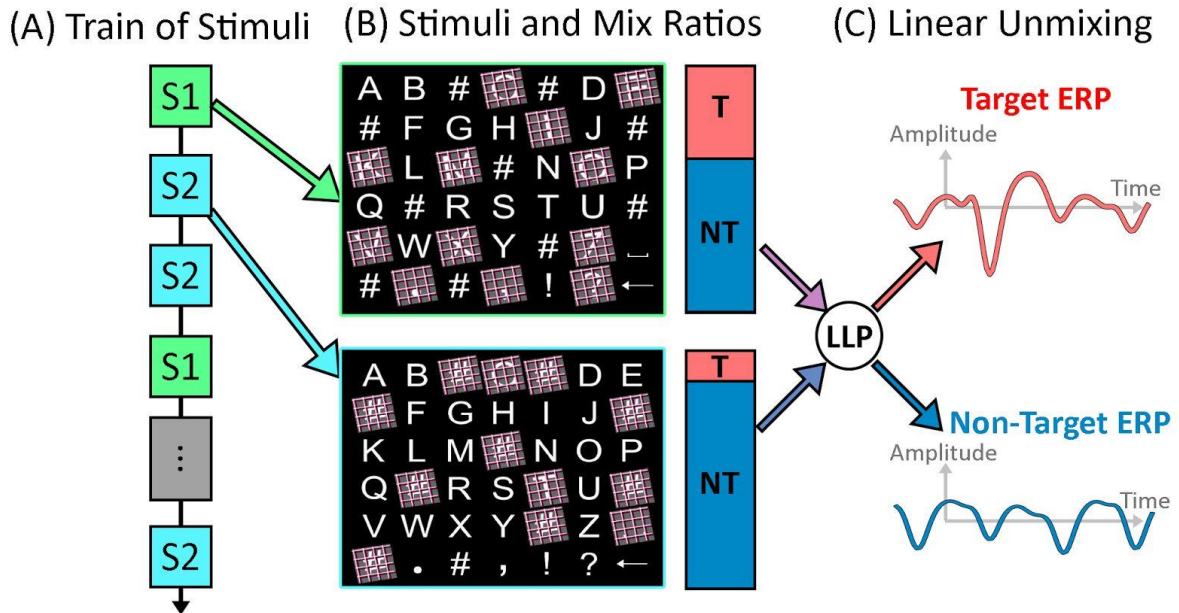 (A) Train of Stimuli
(B) Stimuli and Mix Ratios
(C) Linear Unmixing
S1
S2
S2
S1
...
S2
A B # # D
# F G H J #
L # N P
Q # R S T U #
W Y # ⎵
# # ! ←
T
NT
A B D E
F G H I J
K L M N O P
Q R S U
V W X Y Z
. # , ! ? ←
T
NT
LLP
Target ERP
Amplitude
Time
Non-Target ERP
Amplitude
Time